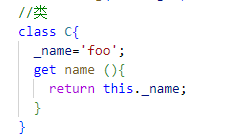 //类
class C{
  _name='foo';
  get name (){
    return this._name;
  }
}